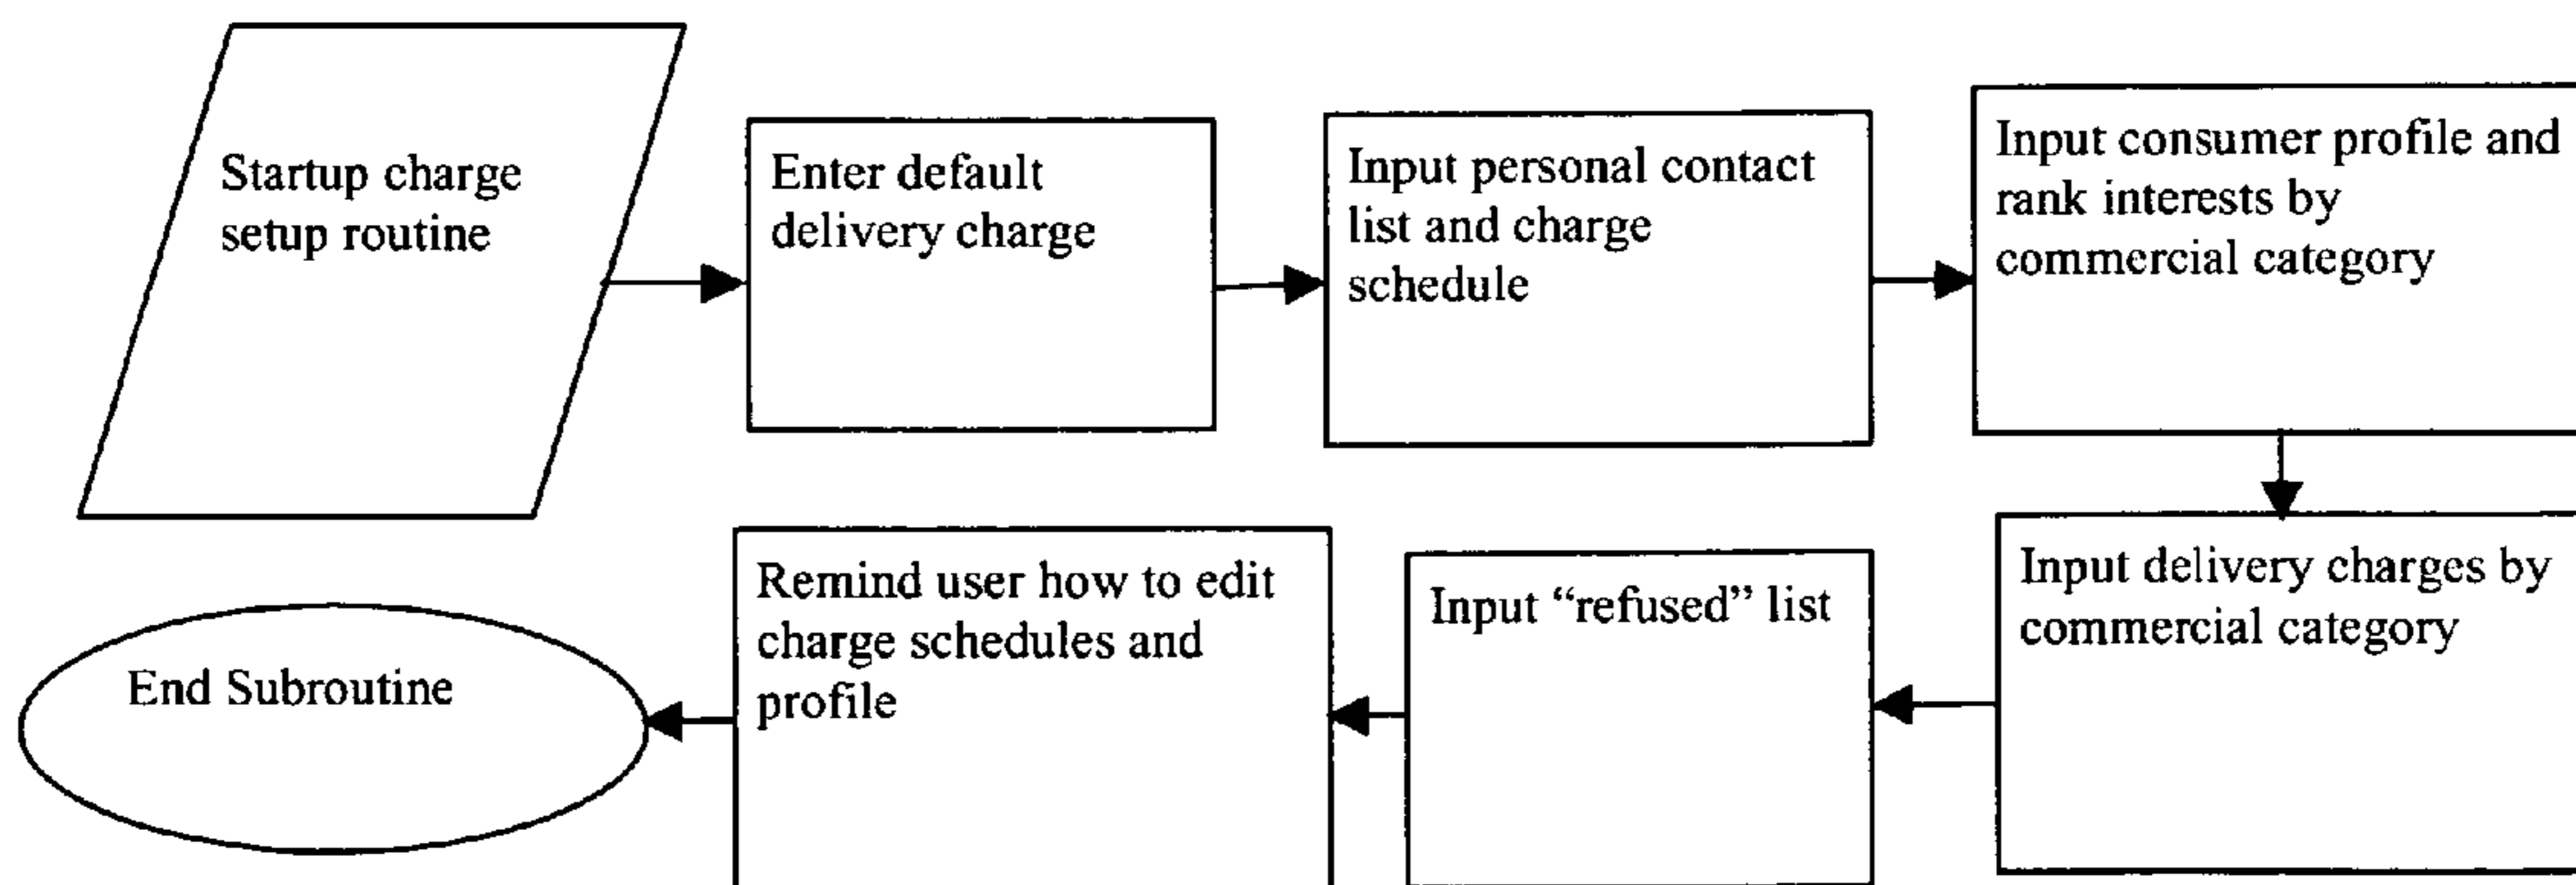 Startup charge
setup routine
Enter default
delivery charge
Input personal contact
list and charge
schedule
Input consumer profile and
rank interests by
commercial category
Input delivery charges by
commercial category
Input “refused” list
Remind user how to edit
charge schedules and
profile
End Subroutine